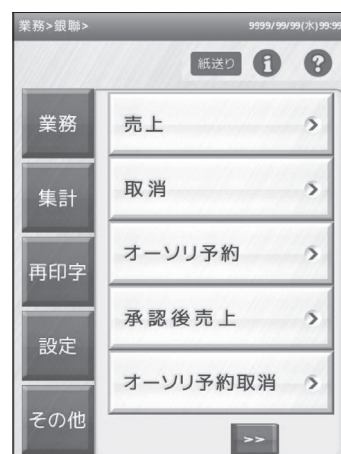 業務>銀聯> 9999/99/99(水)99:99
紙送り i ?
業務
集計
再印字
設定
その他
売上 >
取消 >
オーソリ予約 >
承認後売上 >
オーソリ予約取消 >
>>